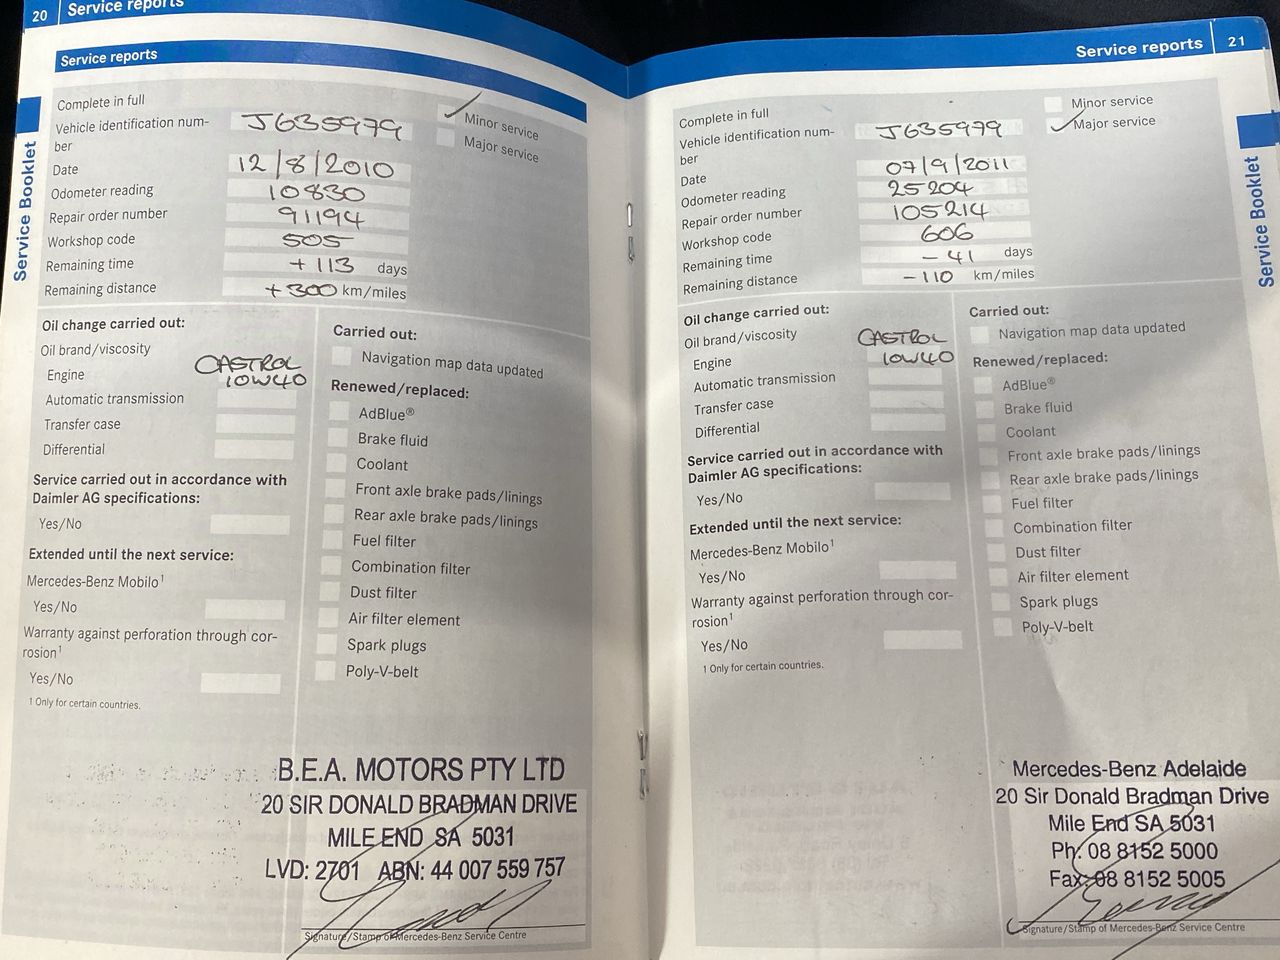 20 Service reports
Service Booklet
Service reports
Complete in full
Vehicle identification num-
ber J635979
✓ Minor service
Major service
Date 12/8/2010
Odometer reading 10830
Repair order number 91194
Workshop code 505
Remaining time +113 days
Remaining distance +300 km/miles
Oil change carried out:
Oil brand/viscosity
CASTROL
Engine 10W40
Automatic transmission
Transfer case
Differential
Service carried out in accordance with
Daimler AG specifications:
Yes/No
Extended until the next service:
Mercedes-Benz Mobilo¹
Yes/No
Warranty against perforation through cor-
rosion¹
Yes/No
¹ Only for certain countries.
Carried out:
Navigation map data updated
Renewed/replaced:
AdBlue®
Brake fluid
Coolant
Front axle brake pads/linings
Rear axle brake pads/linings
Fuel filter
Combination filter
Dust filter
Air filter element
Spark plugs
Poly-V-belt
B.E.A. MOTORS PTY LTD
20 SIR DONALD BRADMAN DRIVE
MILE END SA 5031
LVD: 2701 ABN: 44 007 559 757
Signature/Stamp of Mercedes-Benz Service Centre
Service reports 21
Service Booklet
Complete in full
Vehicle identification num-
ber J635979
Minor service
✓ Major service
Date 07/9/2011
Odometer reading 25204
Repair order number 105214
Workshop code 606
Remaining time -41 days
Remaining distance -110 km/miles
Oil change carried out:
Oil brand/viscosity CASTROL
Engine 10W40
Automatic transmission
Transfer case
Differential
Service carried out in accordance with
Daimler AG specifications:
Yes/No
Extended until the next service:
Mercedes-Benz Mobilo¹
Yes/No
Warranty against perforation through cor-
rosion¹
Yes/No
1 Only for certain countries.
Carried out:
Navigation map data updated
Renewed/replaced:
AdBlue®
Brake fluid
Coolant
Front axle brake pads/linings
Rear axle brake pads/linings
Fuel filter
Combination filter
Dust filter
Air filter element
Spark plugs
Poly-V-belt
Mercedes-Benz Adelaide
20 Sir Donald Bradman Drive
Mile End SA 5031
Ph: 08 8152 5000
Fax: 08 8152 5005
Signature/Stamp of Mercedes-Benz Service Centre